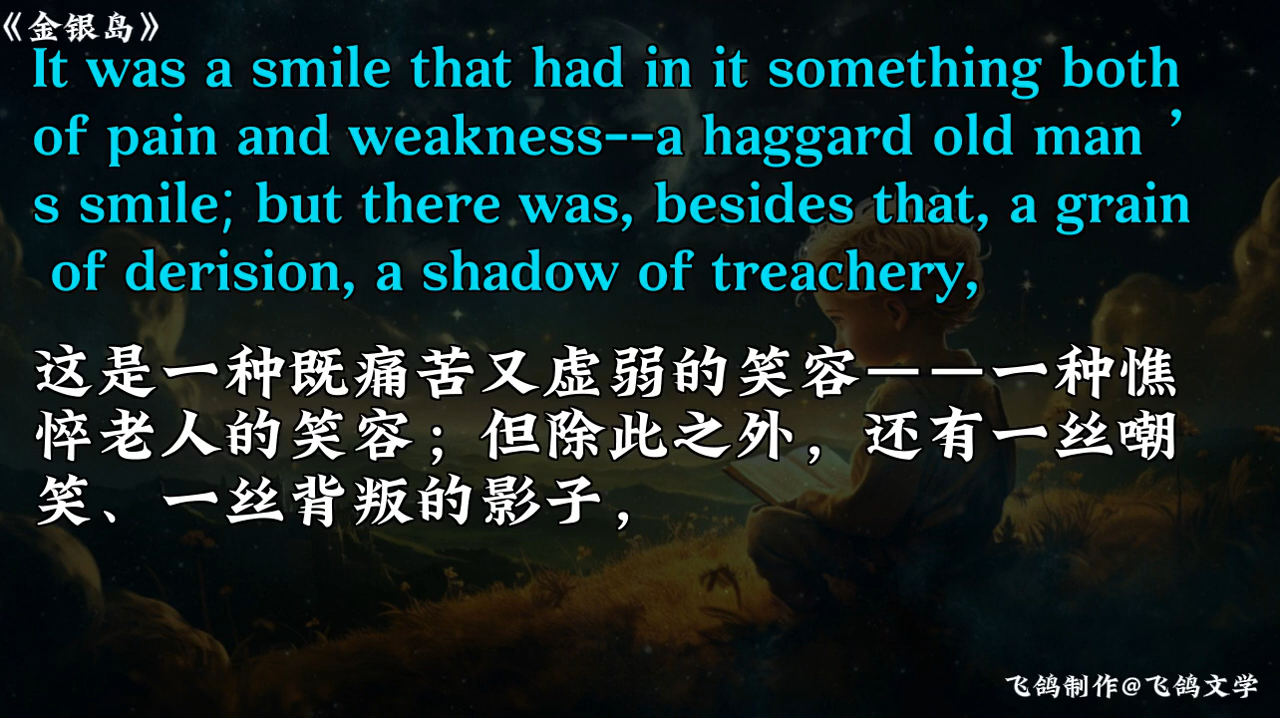 《金银岛》
It was a smile that had in it something both
of pain and weakness--a haggard old man ’
s smile; but there was, besides that, a grain
of derision, a shadow of treachery,
这是一种既痛苦又虚弱的笑容——一种憔
悴老人的笑容；但除此之外，还有一丝嘲
笑、一丝背叛的影子，
飞鸽制作@飞鸽文学